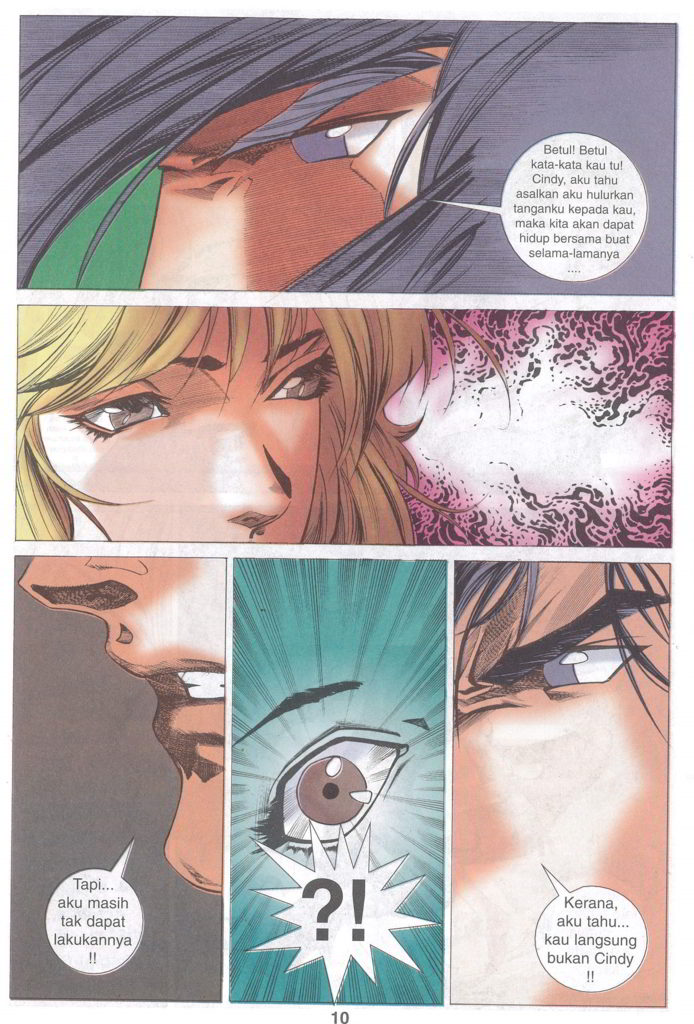 Betul! Betul
kata-kata kau tu!
Cindy, aku tahu
asalkan aku hulurkan
tanganku kepada kau,
maka kita akan dapat
hidup bersama buat
selama-lamanya
....
Tapi...
aku masih
tak dapat
lakukannya
!!
?!
Kerana,
aku tahu...
kau langsung
bukan Cindy
!!
10